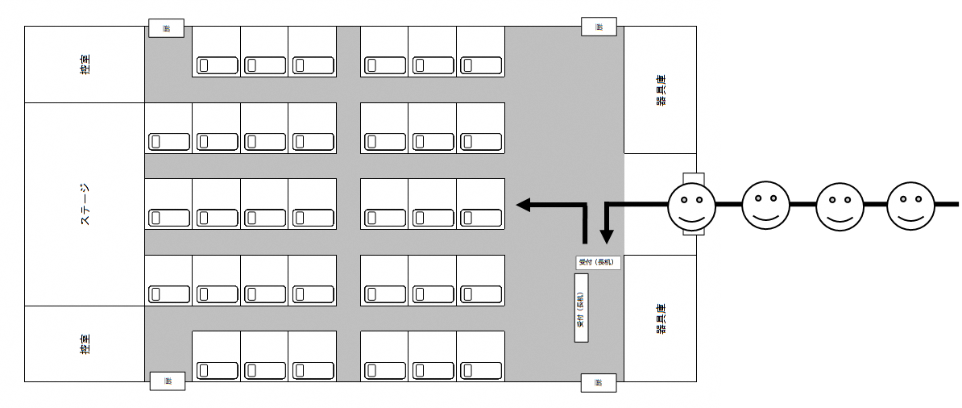 控室
ステージ
控室
器具庫
器具庫
受付（長机）
受付（長机）